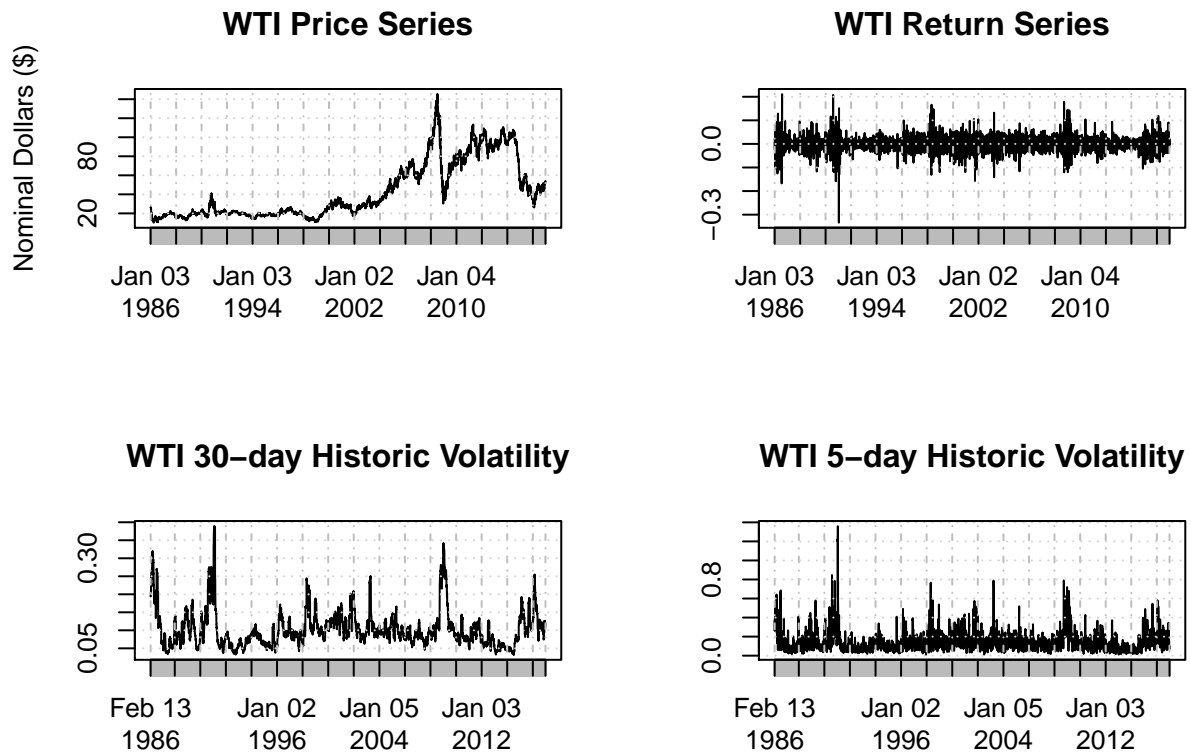 WTI Price Series
Nominal Dollars ($)
20
80
Jan 03 Jan 03 Jan 02 Jan 04
1986 1994 2002 2010
WTI Return Series
−0.3
0.0
Jan 03 Jan 03 Jan 02 Jan 04
1986 1994 2002 2010
WTI 30−day Historic Volatility
0.05
0.30
Feb 13 Jan 02 Jan 05 Jan 03
1986 1996 2004 2012
WTI 5−day Historic Volatility
0.0
0.8
Feb 13 Jan 02 Jan 05 Jan 03
1986 1996 2004 2012